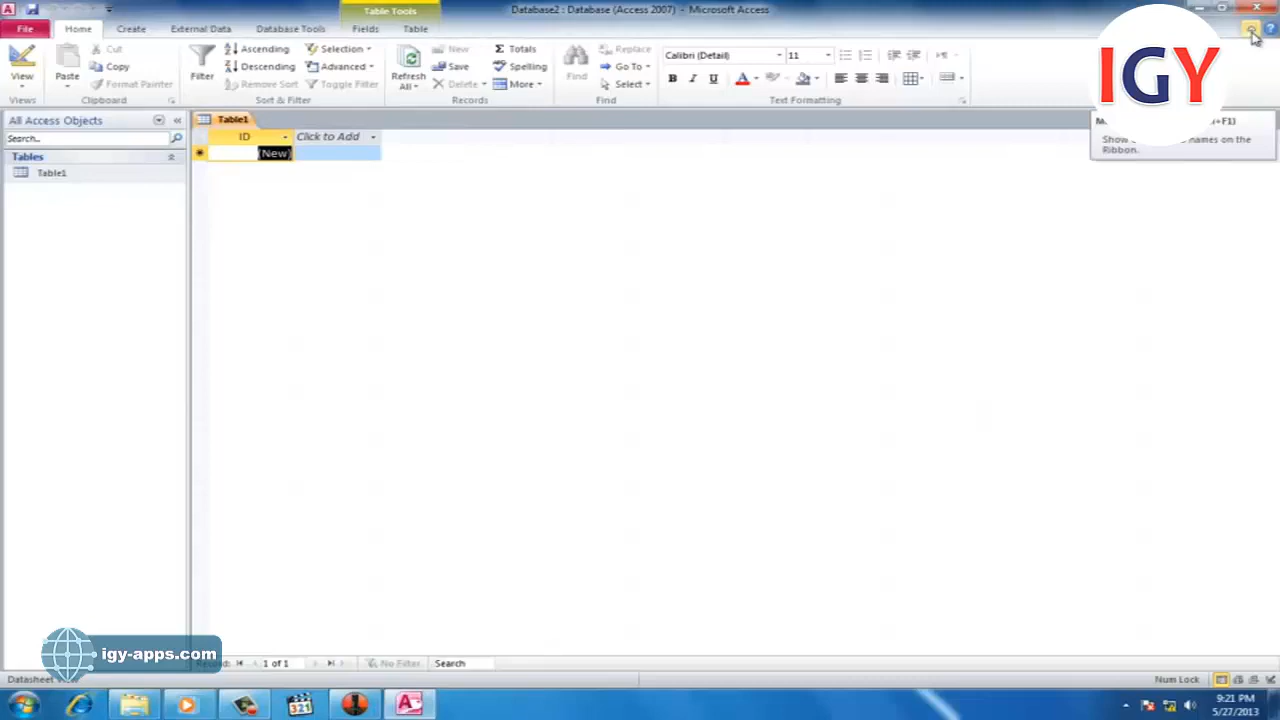 Table Tools
Database2 : Database (Access 2007) - Microsoft Access
File Home Create External Data Database Tools Fields Table
View
Views
Paste
Cut
Copy
Format Painter
Clipboard
Filter
Ascending
Descending
Remove Sort
Selection
Advanced
Toggle Filter
Sort & Filter
Refresh
All
New
Save
Delete
Totals
Spelling
More
Records
Find
Replace
Go To
Select
Find
Calibri (Detail) 11
B I U A
Text Formatting
IGY
+F1)
names on the
Ribbon.
All Access Objects
Search...
Tables
Table1
Table1
ID Click to Add
(New)
igy-apps.com
1 of 1 No Filter Search
Datasheet
Num Lock
321
9:21 PM
5/27/2013